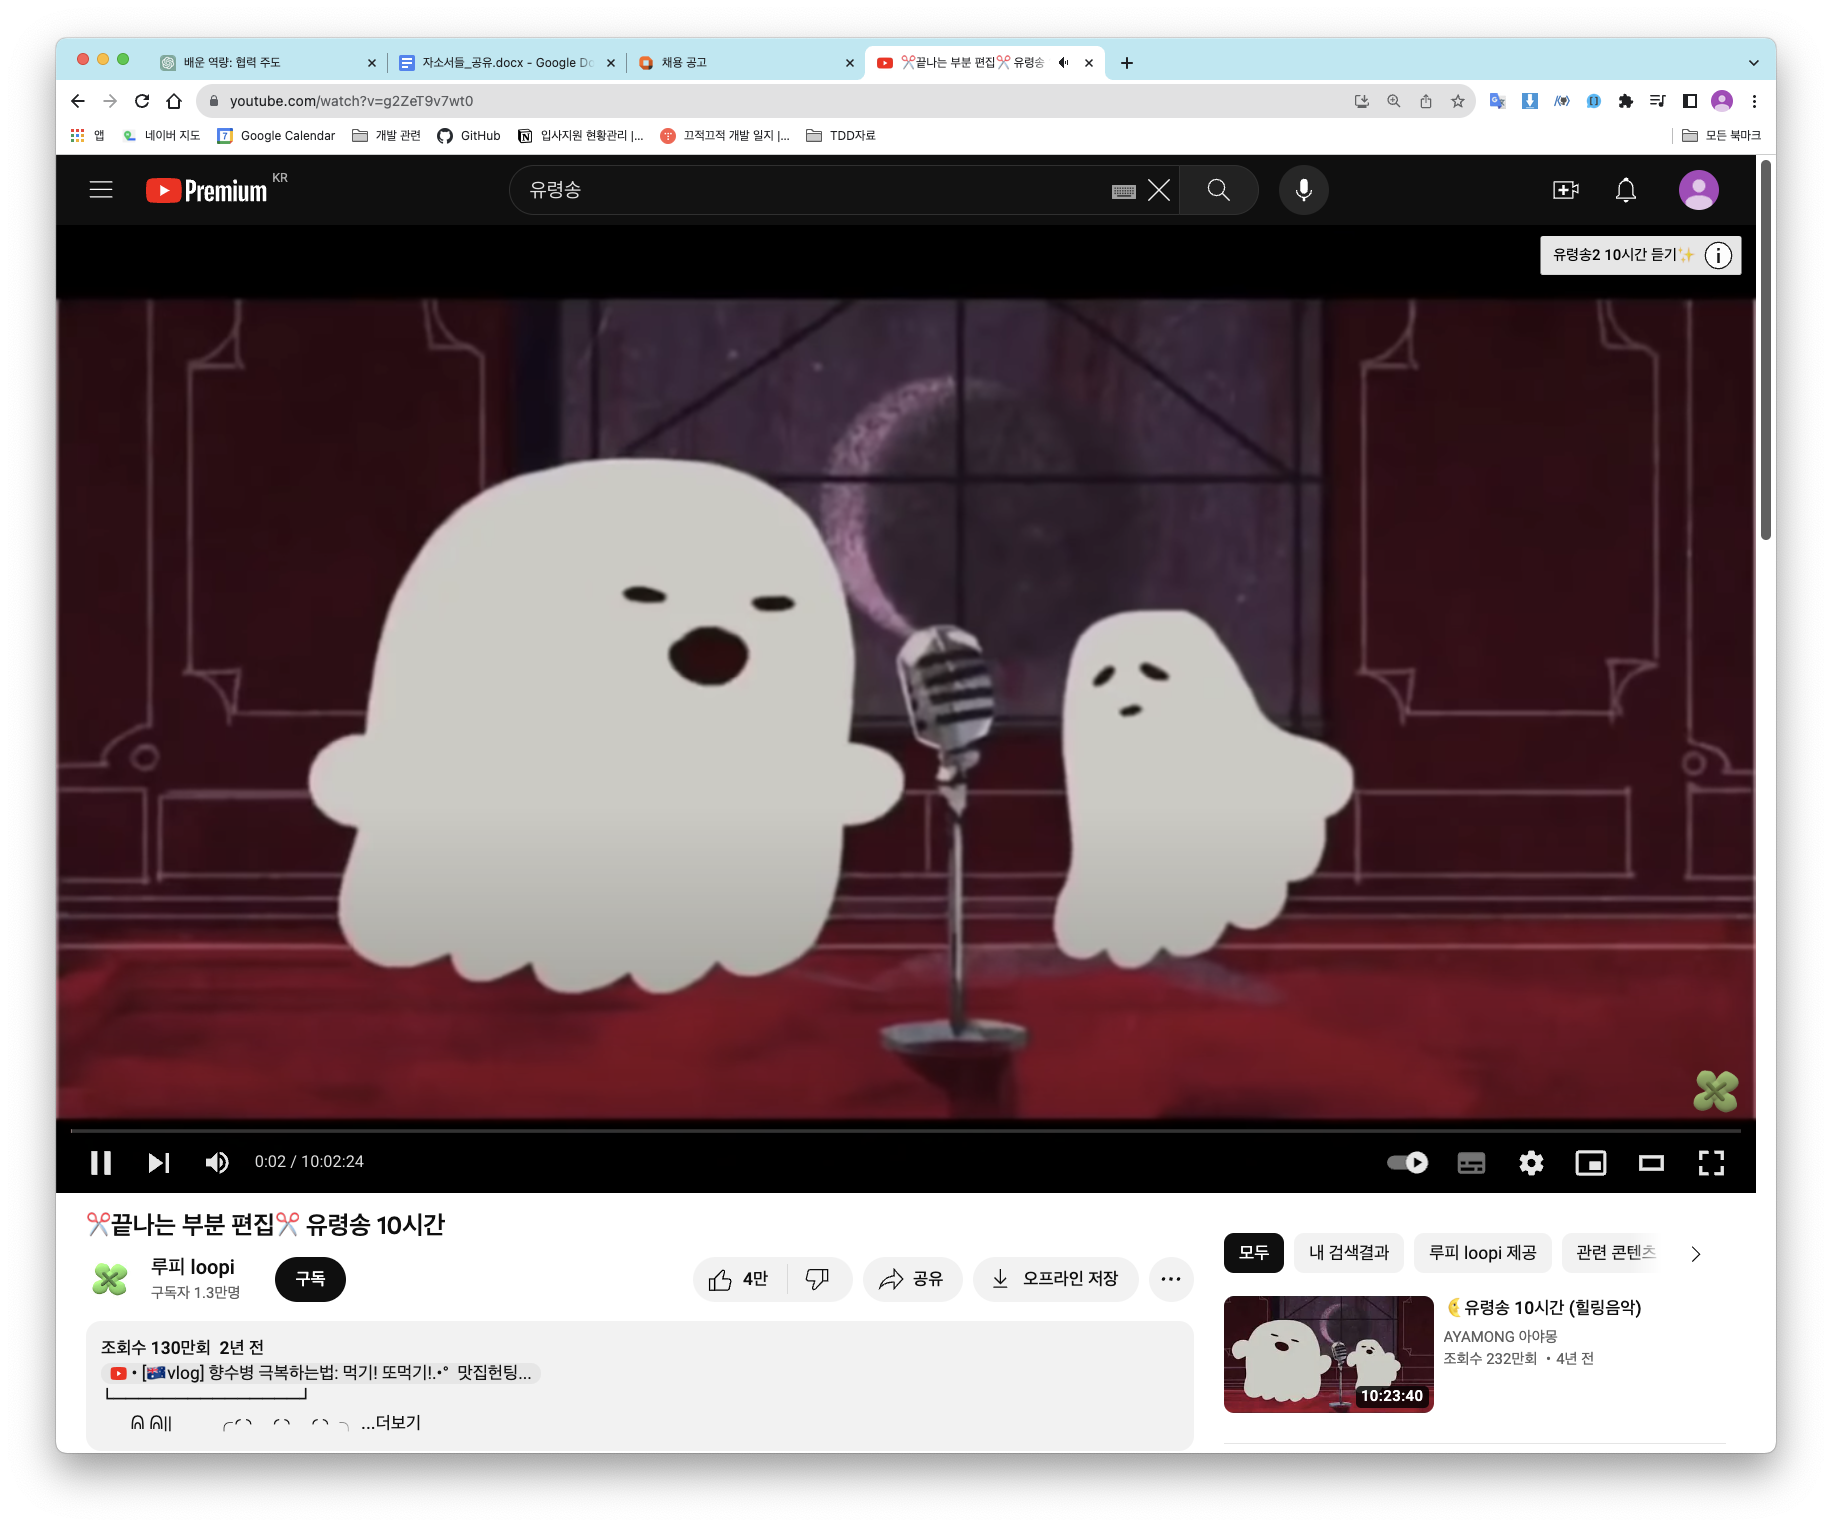 배운 역량: 협력 주도
자소서들_공유.docx - Google Dc
채용 공고
✂️끝나는 부분 편집✂️ 유령송
youtube.com/watch?v=g2ZeT9v7wt0
앱
네이버 지도
Google Calendar
개발 관련
GitHub
입사지원 현황관리 |...
끄적끄적 개발 일지 |...
TDD자료
모든 북마크
Premium KR
유령송
유령송2 10시간 듣기✨
0:02 / 10:02:24
✂️끝나는 부분 편집✂️ 유령송 10시간
루피 loopi
구독자 1.3만명
구독
4만
공유
오프라인 저장
조회수 130만회 2년 전
• [🇦🇺vlog] 향수병 극복하는법: 먹기! 또먹기!.•° 맛집헌팅...
...더보기
모두
내 검색결과
루피 loopi 제공
관련 콘텐츠
🌜유령송 10시간 (힐링음악)
AYAMONG 아야몽
조회수 232만회 • 4년 전
10:23:40